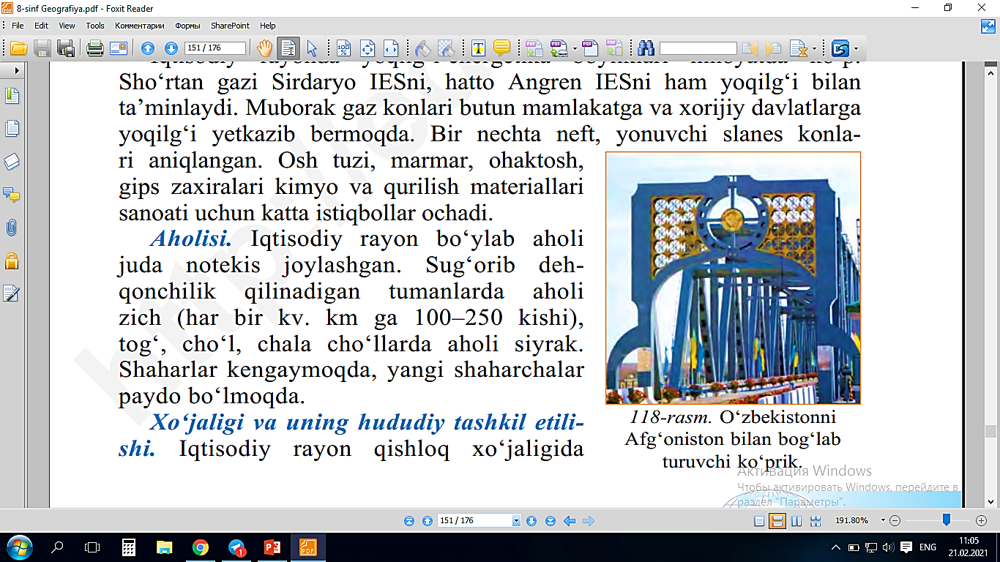 8-sinf Geografiya.pdf - Foxit Reader
File Edit View Tools Комментарии Формы SharePoint Help
151 / 176
Sho‘rtan gazi Sirdaryo IESni, hatto Angren IESni ham yoqilg‘i bilan
ta’minlaydi. Muborak gaz konlari butun mamlakatga va xorijiy davlatlarga
yoqilg‘i yetkazib bermoqda. Bir nechta neft, yonuvchi slanes konla-
ri aniqlangan. Osh tuzi, marmar, ohaktosh,
gips zaxiralari kimyo va qurilish materiallari
sanoati uchun katta istiqbollar ochadi.
Aholisi. Iqtisodiy rayon bo‘ylab aholi
juda notekis joylashgan. Sug‘orib deh-
qonchilik qilinadigan tumanlarda aholi
zich (har bir kv. km ga 100–250 kishi),
tog‘, cho‘l, chala cho‘llarda aholi siyrak.
Shaharlar kengaymoqda, yangi shaharchalar
paydo bo‘lmoqda.
Xo‘jaligi va uning hududiy tashkil etili-
shi. Iqtisodiy rayon qishloq xo‘jaligida
118-rasm. O‘zbekistonni
Afg‘oniston bilan bog‘lab
turuvchi ko‘prik.
Активация Windows
Чтобы активировать Windows, перейдите в
раздел "Параметры".
151 / 176
191.80%
ENG
11:05
21.02.2021